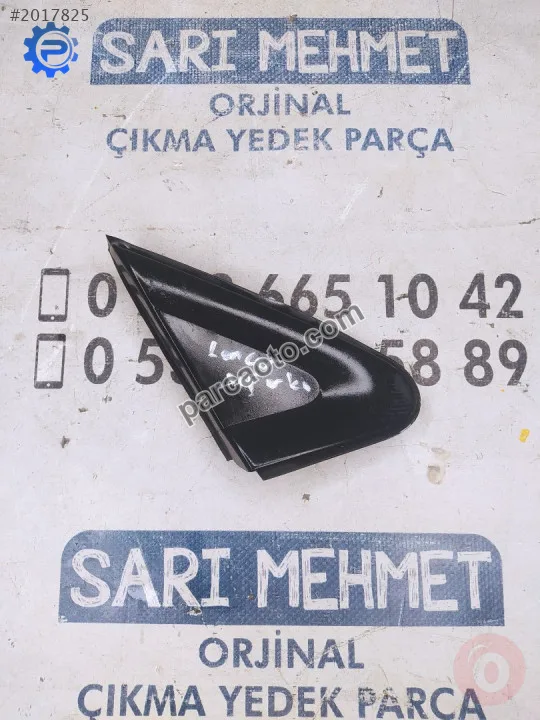 #2017825
SARI MEHMET
ORJİNAL
ÇIKMA YEDEK PARÇA
665 10 42
58 89
parcaoto.com
SARI MEHMET
ORJİNAL
ÇIKMA YEDEK PARÇA